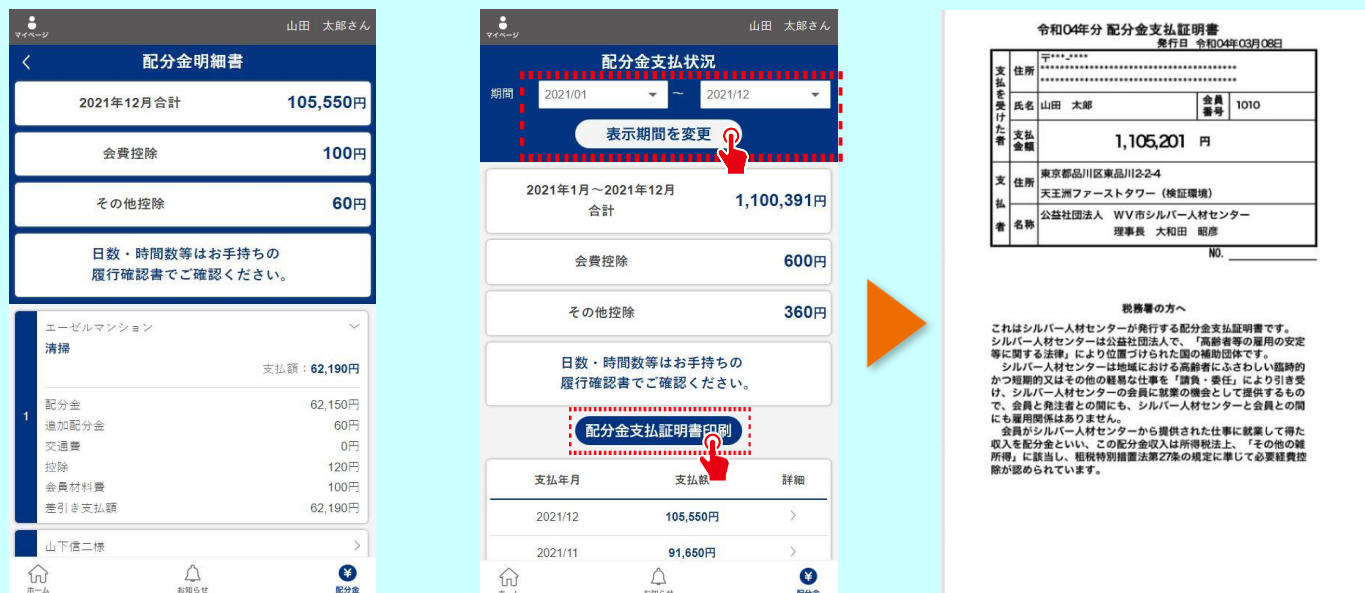 マイページ
山田　太郎さん
配分金明細書
2021年12月合計 105,550円
会費控除 100円
その他控除 60円
日数・時間数等はお手持ちの
履行確認書でご確認ください。
エーゼルマンション
清掃
支払額：62,190円
1
配分金 62,150円
追加配分金 60円
交通費 0円
控除 120円
会員材料費 100円
差引き支払額 62,190円
山下信二様
ホーム お知らせ 配分金
マイページ
山田　太郎さん
配分金支払状況
期間 2021/01 ～ 2021/12
表示期間を変更
2021年1月～2021年12月
合計
1,100,391円
会費控除 600円
その他控除 360円
日数・時間数等はお手持ちの
履行確認書でご確認ください。
配分金支払証明書印刷
支払年月 支払額 詳細
2021/12 105,550円
2021/11 91,650円
ホーム お知らせ 配分金
令和04年分 配分金支払証明書
発行日　令和04年03月08日
支払を受けた者
住所
〒***-****
****************************************
****************************************
氏名 山田　太郎 会員番号 1010
支払金額 1,105,201 円
支払者
住所
東京都品川区東品川2-2-4
天王洲ファーストタワー（検証環境）
名称
公益社団法人　WV市シルバー人材センター
理事長　大和田　昭彦
NO.
税務署の方へ
これはシルバー人材センターが発行する配分金支払証明書です。
シルバー人材センターは公益社団法人で、「高齢者等の雇用の安定
等に関する法律」により位置づけられた国の補助団体です。
シルバー人材センターは地域における高齢者にふさわしい臨時的
かつ短期的又はその他の軽易な仕事を「請負・委任」により引き受
け、シルバー人材センターの会員に就業の機会として提供するもの
で、会員と発注者との間にも、シルバー人材センターと会員との間
にも雇用関係はありません。
会員がシルバー人材センターから提供された仕事に就業して得た
収入を配分金といい、この配分金収入は所得税法上、「その他の雑
所得」に該当し、租税特別措置法第27条の規定に準じて必要経費控
除が認められています。